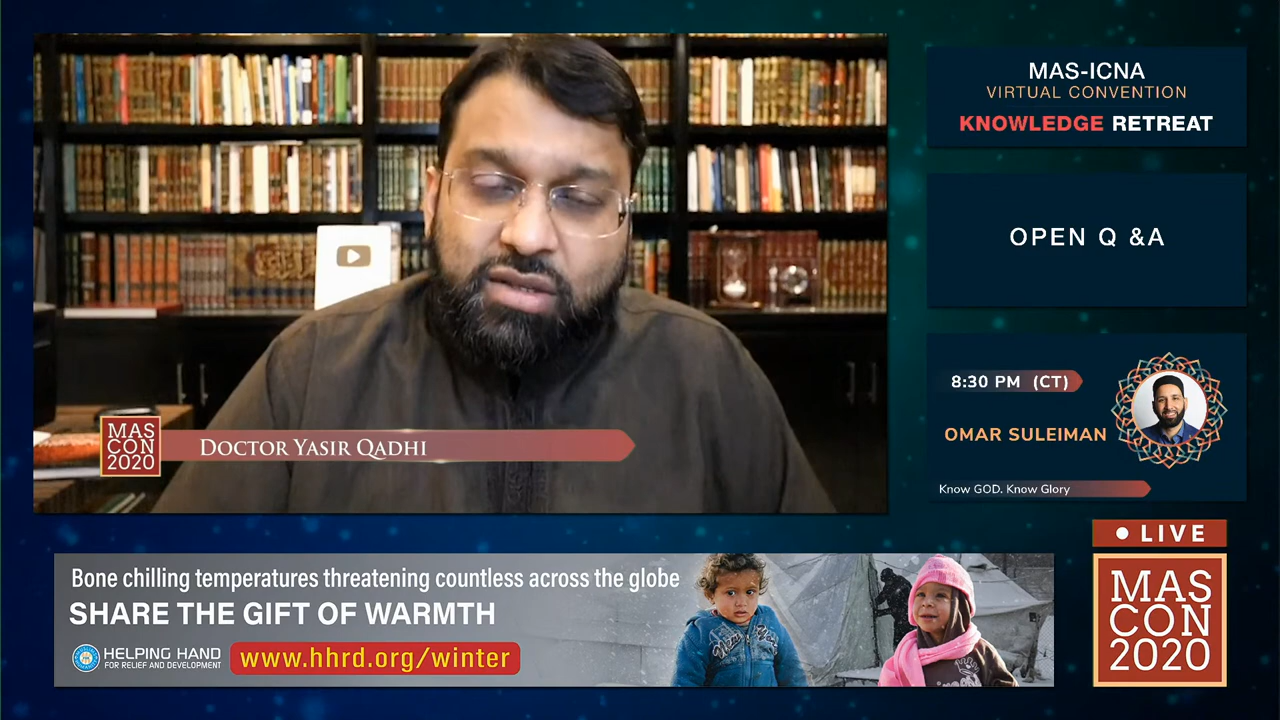 MAS-ICNA
VIRTUAL CONVENTION
KNOWLEDGE RETREAT
OPEN Q &A
8:30 PM (CT)
OMAR SULEIMAN
Know GOD. Know Glory
MAS
CON
2020
DOCTOR YASIR QADHI
LIVE
MAS
CON
2020
Bone chilling temperatures threatening countless across the globe
SHARE THE GIFT OF WARMTH
HELPING HAND
FOR RELIEF AND DEVELOPMENT
www.hhrd.org/winter